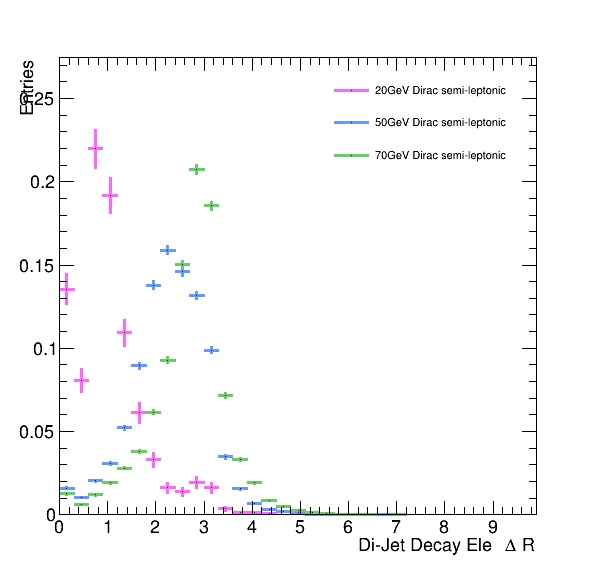 Entries
20GeV Dirac semi-leptonic
50GeV Dirac semi-leptonic
70GeV Dirac semi-leptonic
0.25
0.2
0.15
0.1
0.05
0
0 1 2 3 4 5 6 7 8 9
Di-Jet Decay Ele Δ R